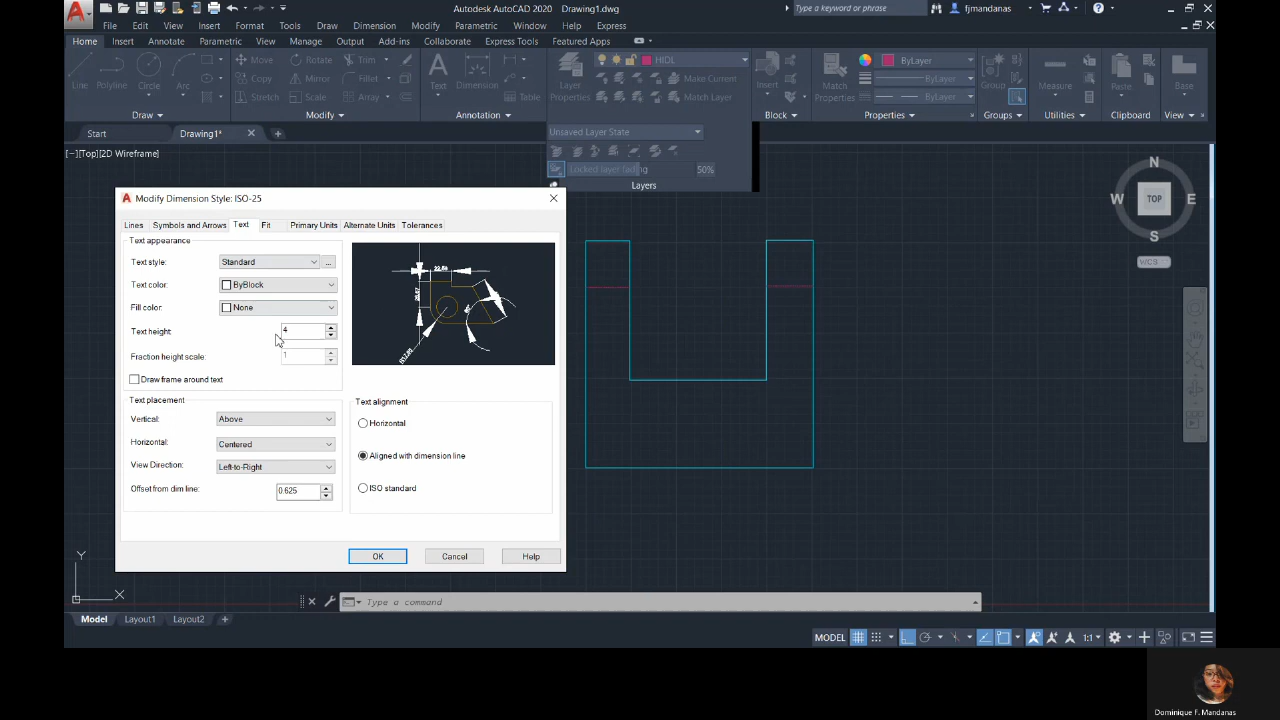 Autodesk AutoCAD 2020 Drawing1.dwg
Type a keyword or phrase
fjmandanas
File Edit View Insert Format Tools Draw Dimension Modify Parametric Window Help Express
Home Insert Annotate Parametric View Manage Output Add-ins Collaborate Express Tools Featured Apps
Line Polyline Circle Arc
Move Rotate Trim
Copy Mirror Fillet
Stretch Scale Array
Text Dimension
Table
Layer Properties
HIDL
Make Current
Match Layer
Insert
Match Properties
ByLayer
ByLayer
ByLayer
Group
Measure
Paste
Base
Draw Modify Annotation Block Properties Groups Utilities Clipboard View
Unsaved Layer State
Locked layer fading 50%
Layers
Start Drawing1*
[−][Top][2D Wireframe]
N
W TOP E
S
WCS
Modify Dimension Style: ISO-25
Lines Symbols and Arrows Text Fit Primary Units Alternate Units Tolerances
Text appearance
Text style: Standard ...
Text color: ByBlock
Fill color: None
Text height: 4
Fraction height scale: 1
Draw frame around text
Text placement
Vertical: Above
Horizontal: Centered
View Direction: Left-to-Right
Offset from dim line: 0.625
Text alignment
Horizontal
Aligned with dimension line
ISO standard
OK Cancel Help
Y
X
Type a command
Model Layout1 Layout2
MODEL 1:1
Dominique F. Mandanas